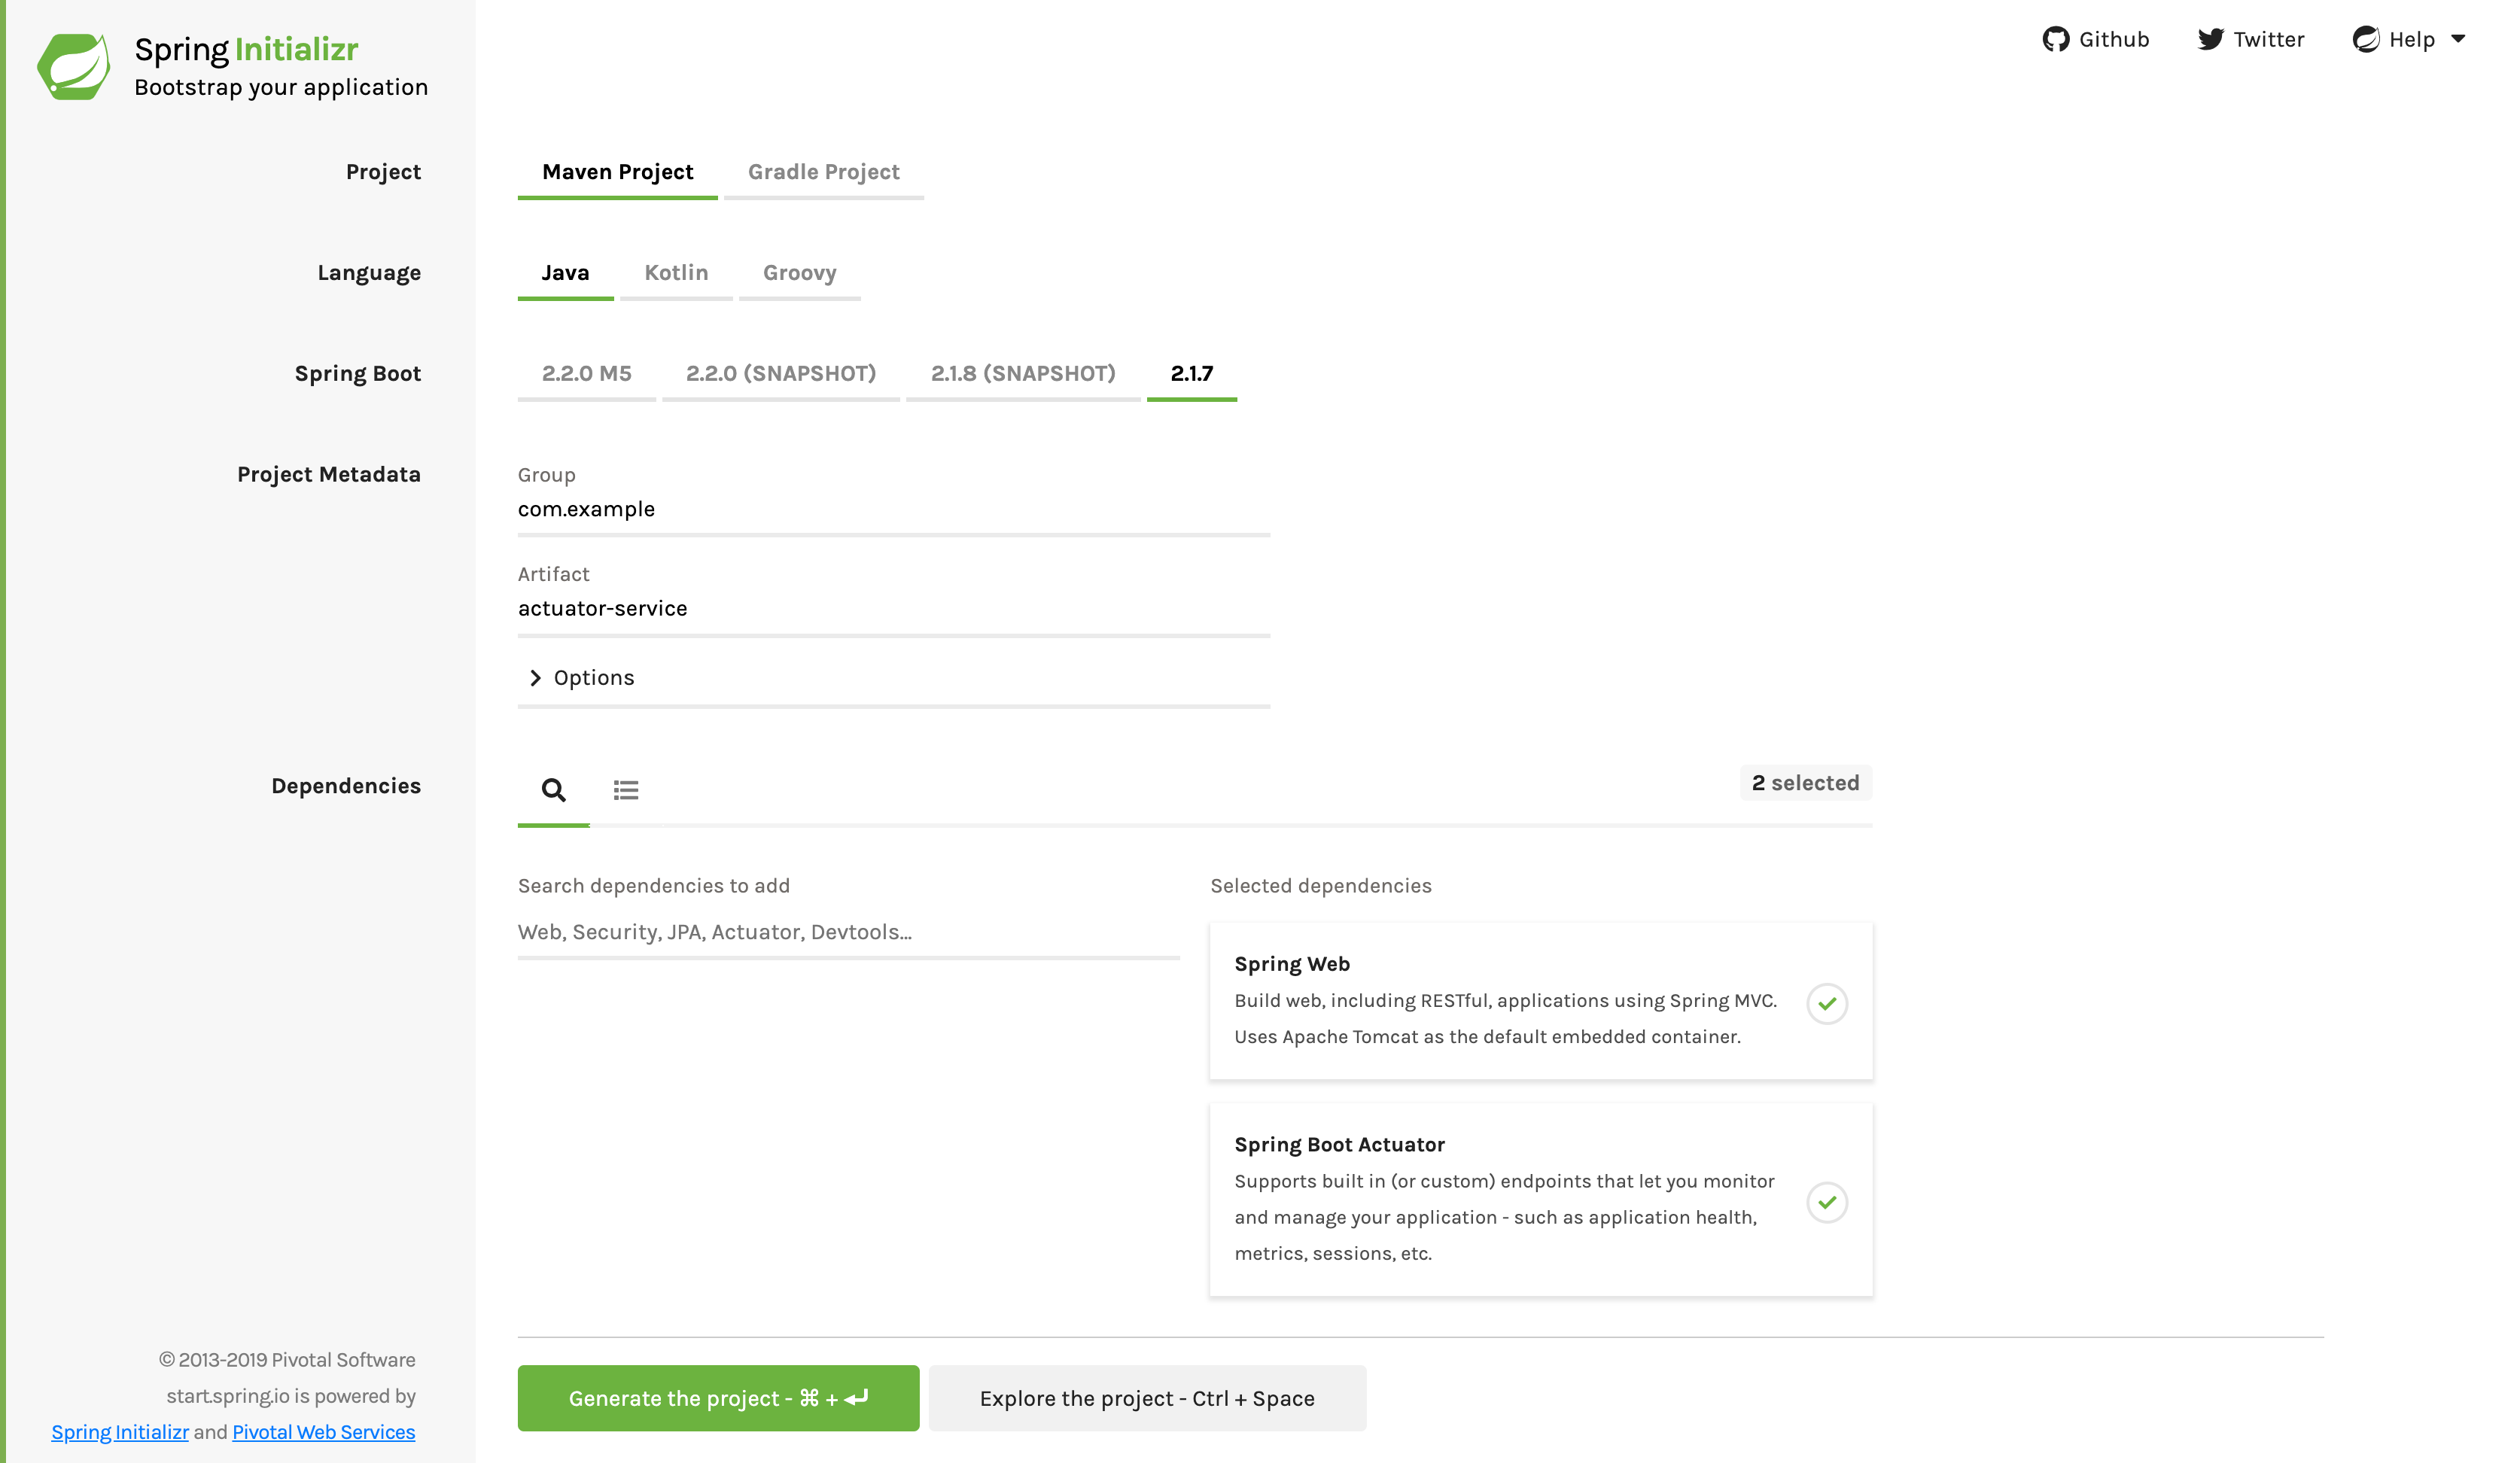 Spring Initializr
Bootstrap your application
Github Twitter Help
Project
Maven Project Gradle Project
Language
Java Kotlin Groovy
Spring Boot
2.2.0 M5 2.2.0 (SNAPSHOT) 2.1.8 (SNAPSHOT) 2.1.7
Project Metadata
Group
com.example
Artifact
actuator-service
Options
Dependencies
2 selected
Search dependencies to add
Web, Security, JPA, Actuator, Devtools...
Selected dependencies
Spring Web
Build web, including RESTful, applications using Spring MVC.
Uses Apache Tomcat as the default embedded container.
Spring Boot Actuator
Supports built in (or custom) endpoints that let you monitor
and manage your application - such as application health,
metrics, sessions, etc.
© 2013-2019 Pivotal Software
start.spring.io is powered by
Spring Initializr and Pivotal Web Services
Generate the project - ⌘ + ↵
Explore the project - Ctrl + Space